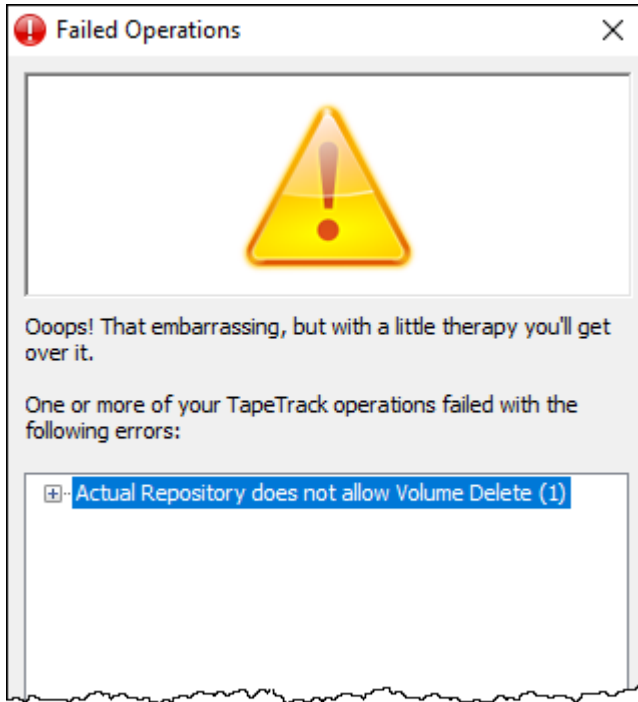 Failed Operations
Ooops! That embarrassing, but with a little therapy you'll get
over it.
One or more of your TapeTrack operations failed with the
following errors:
Actual Repository does not allow Volume Delete (1)